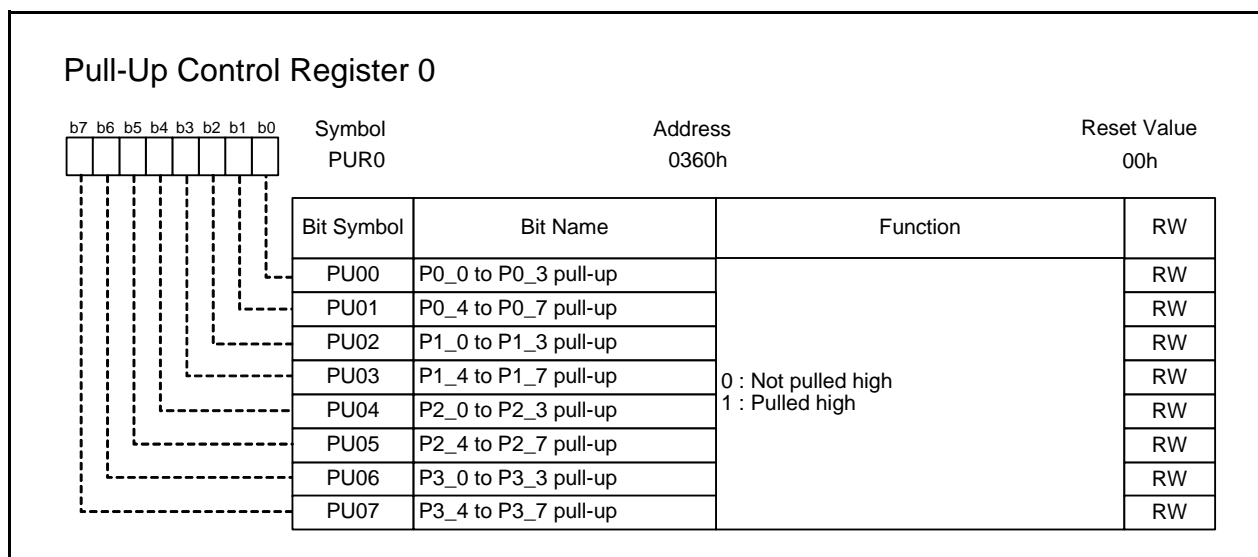 Pull-Up Control Register 0
b7 b6 b5 b4 b3 b2 b1 b0 Symbol Address Reset Value
PUR0 0360h 00h
Bit Symbol Bit Name Function RW
PU00 P0_0 to P0_3 pull-up RW
PU01 P0_4 to P0_7 pull-up RW
PU02 P1_0 to P1_3 pull-up RW
PU03 P1_4 to P1_7 pull-up 0 : Not pulled high RW
1 : Pulled high
PU04 P2_0 to P2_3 pull-up RW
PU05 P2_4 to P2_7 pull-up RW
PU06 P3_0 to P3_3 pull-up RW
PU07 P3_4 to P3_7 pull-up RW